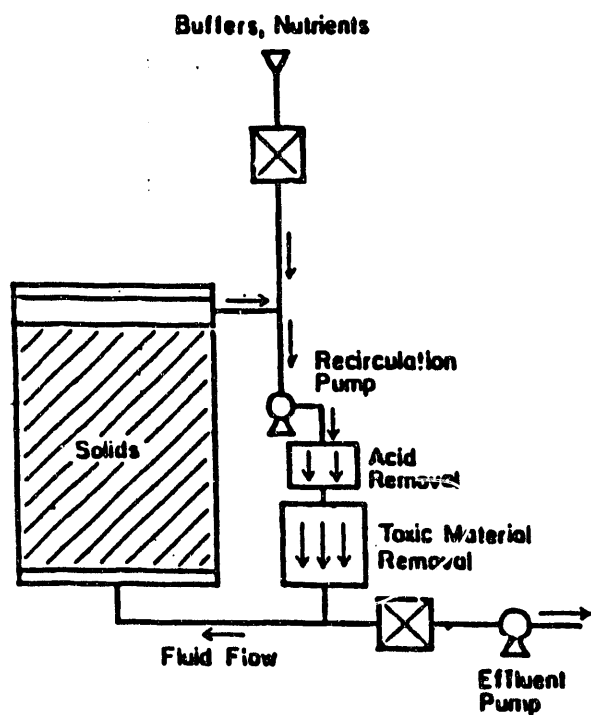 Buffers, Nutrients
Recirculation
Pump
Solids
Acid
Removal
Toxic Material
Removal
Fluid Flow
Effluent
Pump